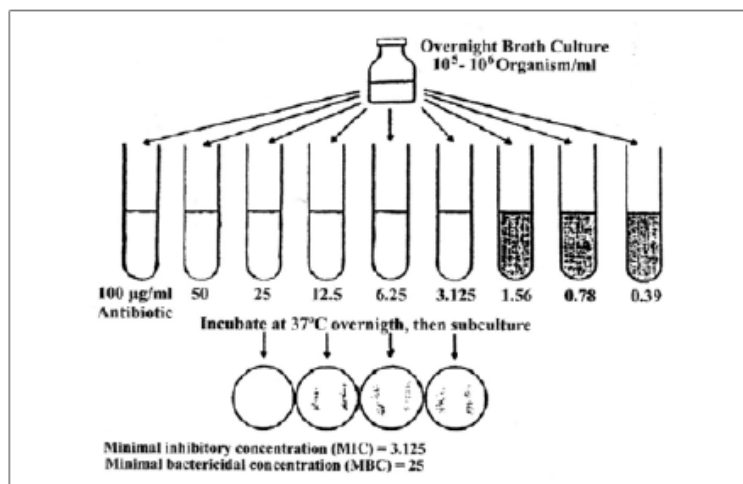 Overnight Broth Culture
10⁵- 10⁶ Organism/ml
100 µg/ml 50 25 12.5 6.25 3.125 1.56 0.78 0.39
Antibiotic
Incubate at 37ºC overnigth, then subculture
Minimal inhibitory concentration (MIC) = 3.125
Minimal bactericidal concentration (MBC) = 25